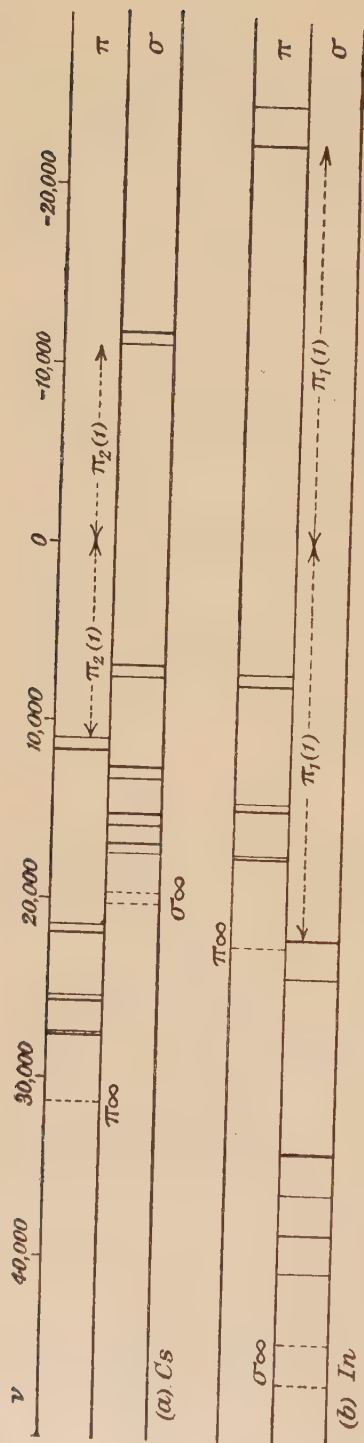 ν 40,000 30,000 20,000 10,000 0 -10,000 -20,000
π∞ π₂(1) π₂(1) π
σ∞ σ
(a) Cs
π∞ π
σ∞ π₁(1) π₁(1) σ
(b) In